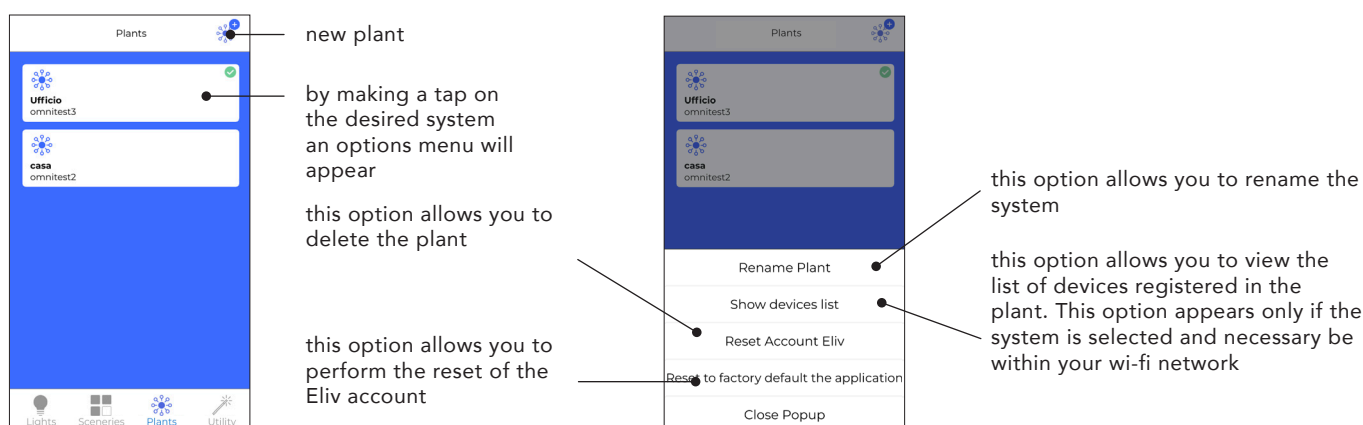 Plants
new plant
Ufficio
omnitest3
casa
omnitest2
by making a tap on
the desired system
an options menu will
appear
this option allows you to
delete the plant
this option allows you to
perform the reset of the
Eliv account
Lights
Sceneries
Plants
Utility
Plants
Ufficio
omnitest3
casa
omnitest2
Rename Plant
Show devices list
Reset Account Eliv
Reset to factory default the application
Close Popup
this option allows you to rename the
system
this option allows you to view the
list of devices registered in the
plant. This option appears only if the
system is selected and necessary be
within your wi-fi network